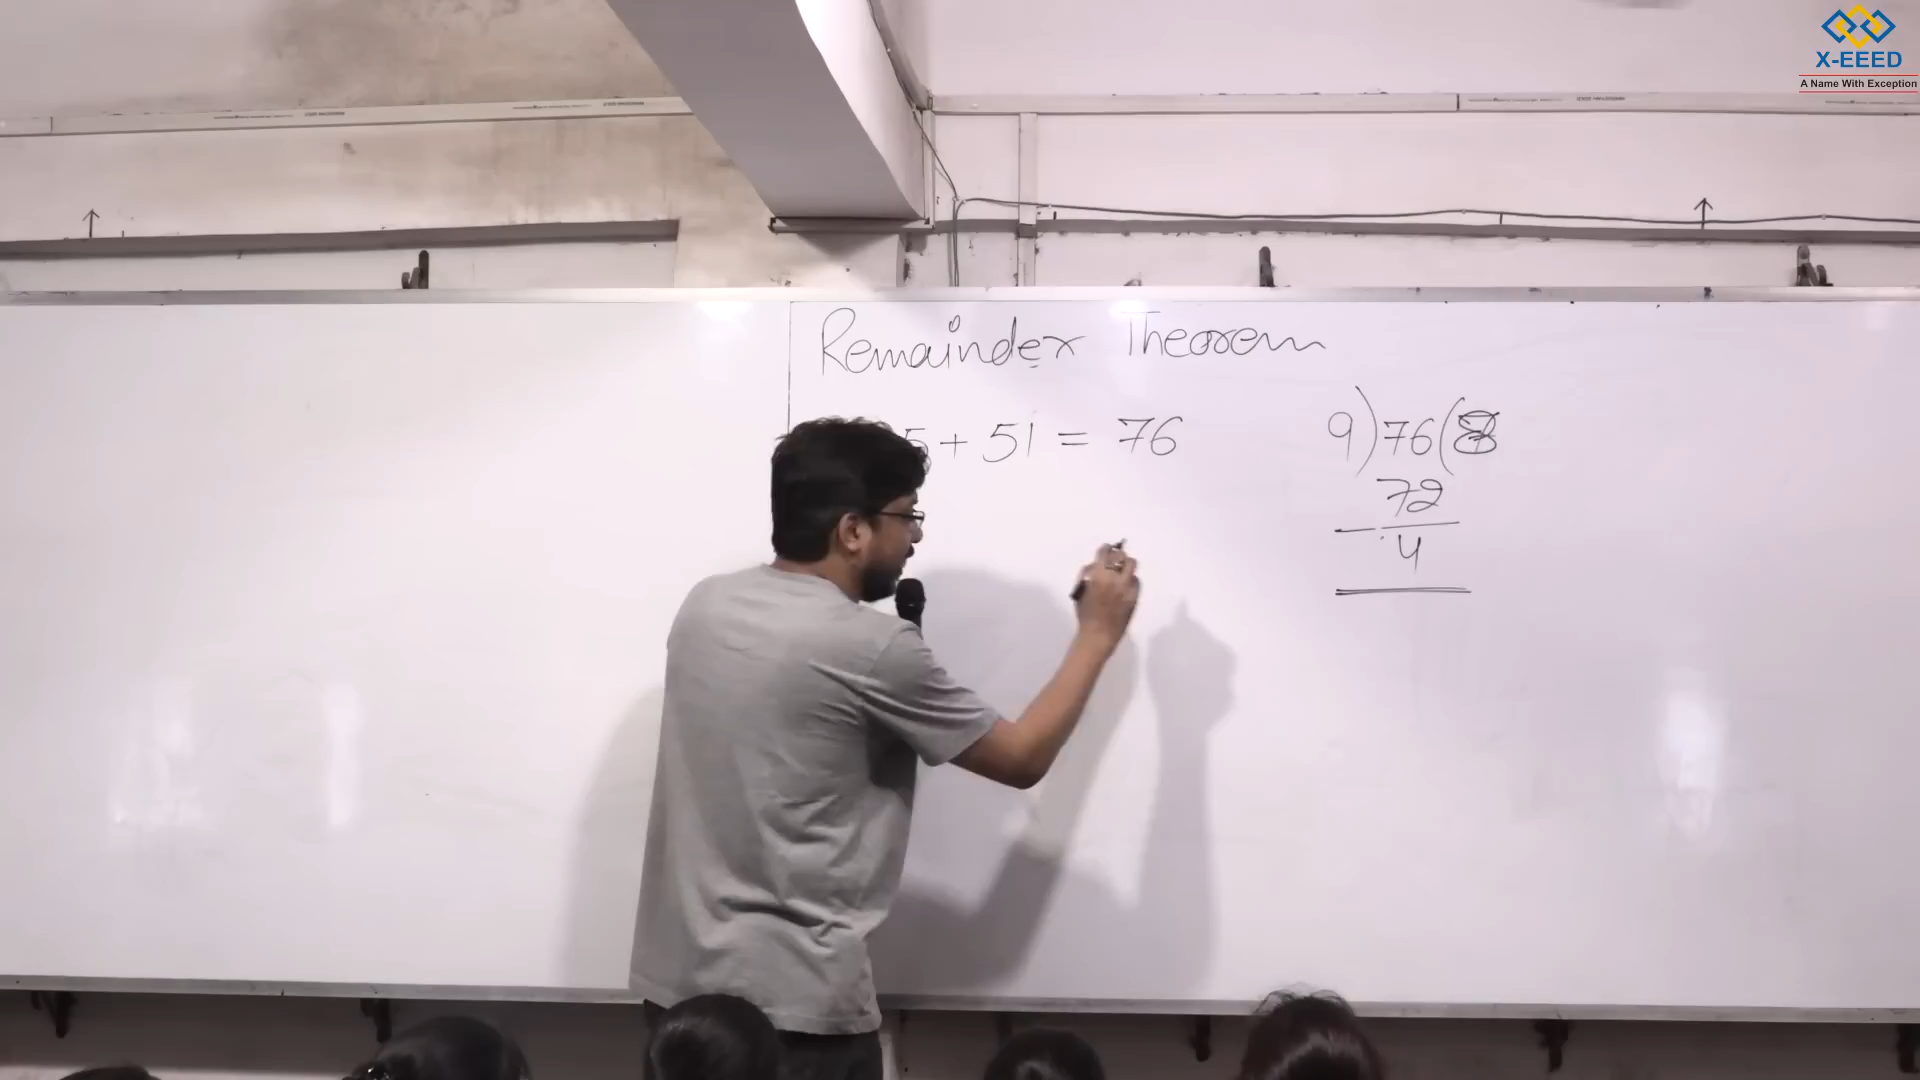 X-EEED
A Name With Exception
Remainder Theorem
5 + 51 = 76
9)76(8
72
4